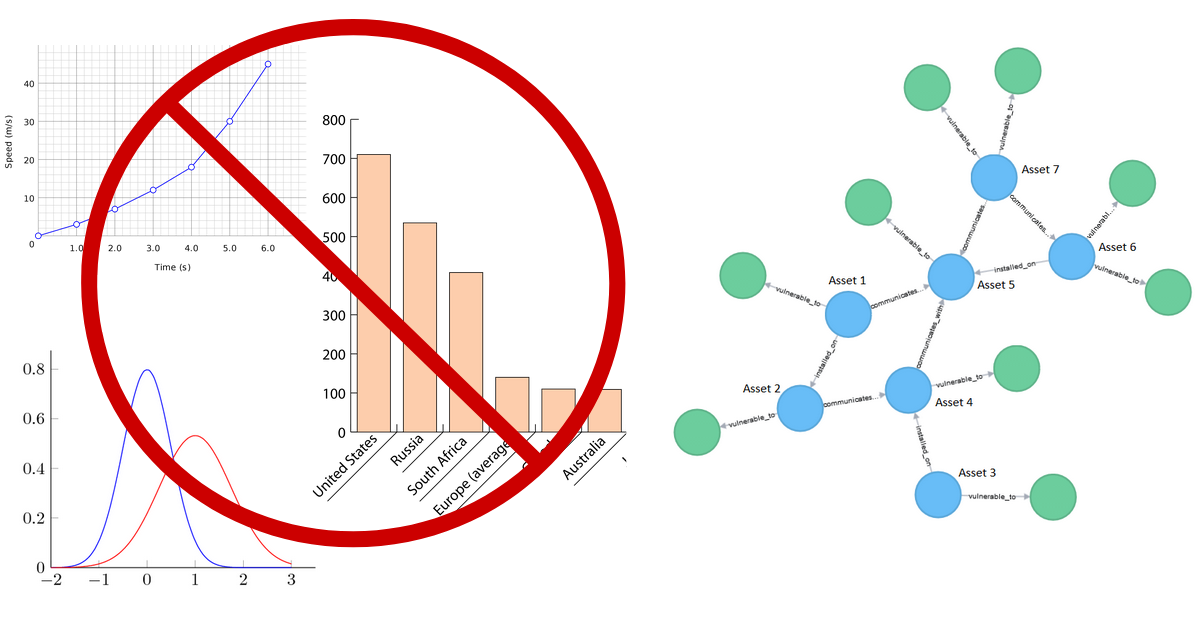 Speed (m/s)
40
30
20
10
0
1.0
2.0
3.0
4.0
5.0
6.0
Time (s)
800
700
600
500
300
200
100
0
United States
Russia
South Africa
Europe (average
Australia
0.8
0.6
0.4
0.2
0
−2
−1
0
1
2
3
vulnerable_to
vulnerable_to
Asset 7
communicates...
communicates...
vulnerabl...
vulnerable_to
Asset 6
installed_on
vulnerable_to
Asset 5
Asset 1
vulnerable_to
communicates...
installed_on
communicates_with
Asset 2
vulnerable_to
communicates...
vulnerable_to
Asset 4
installed_on
Asset 3
vulnerable_to